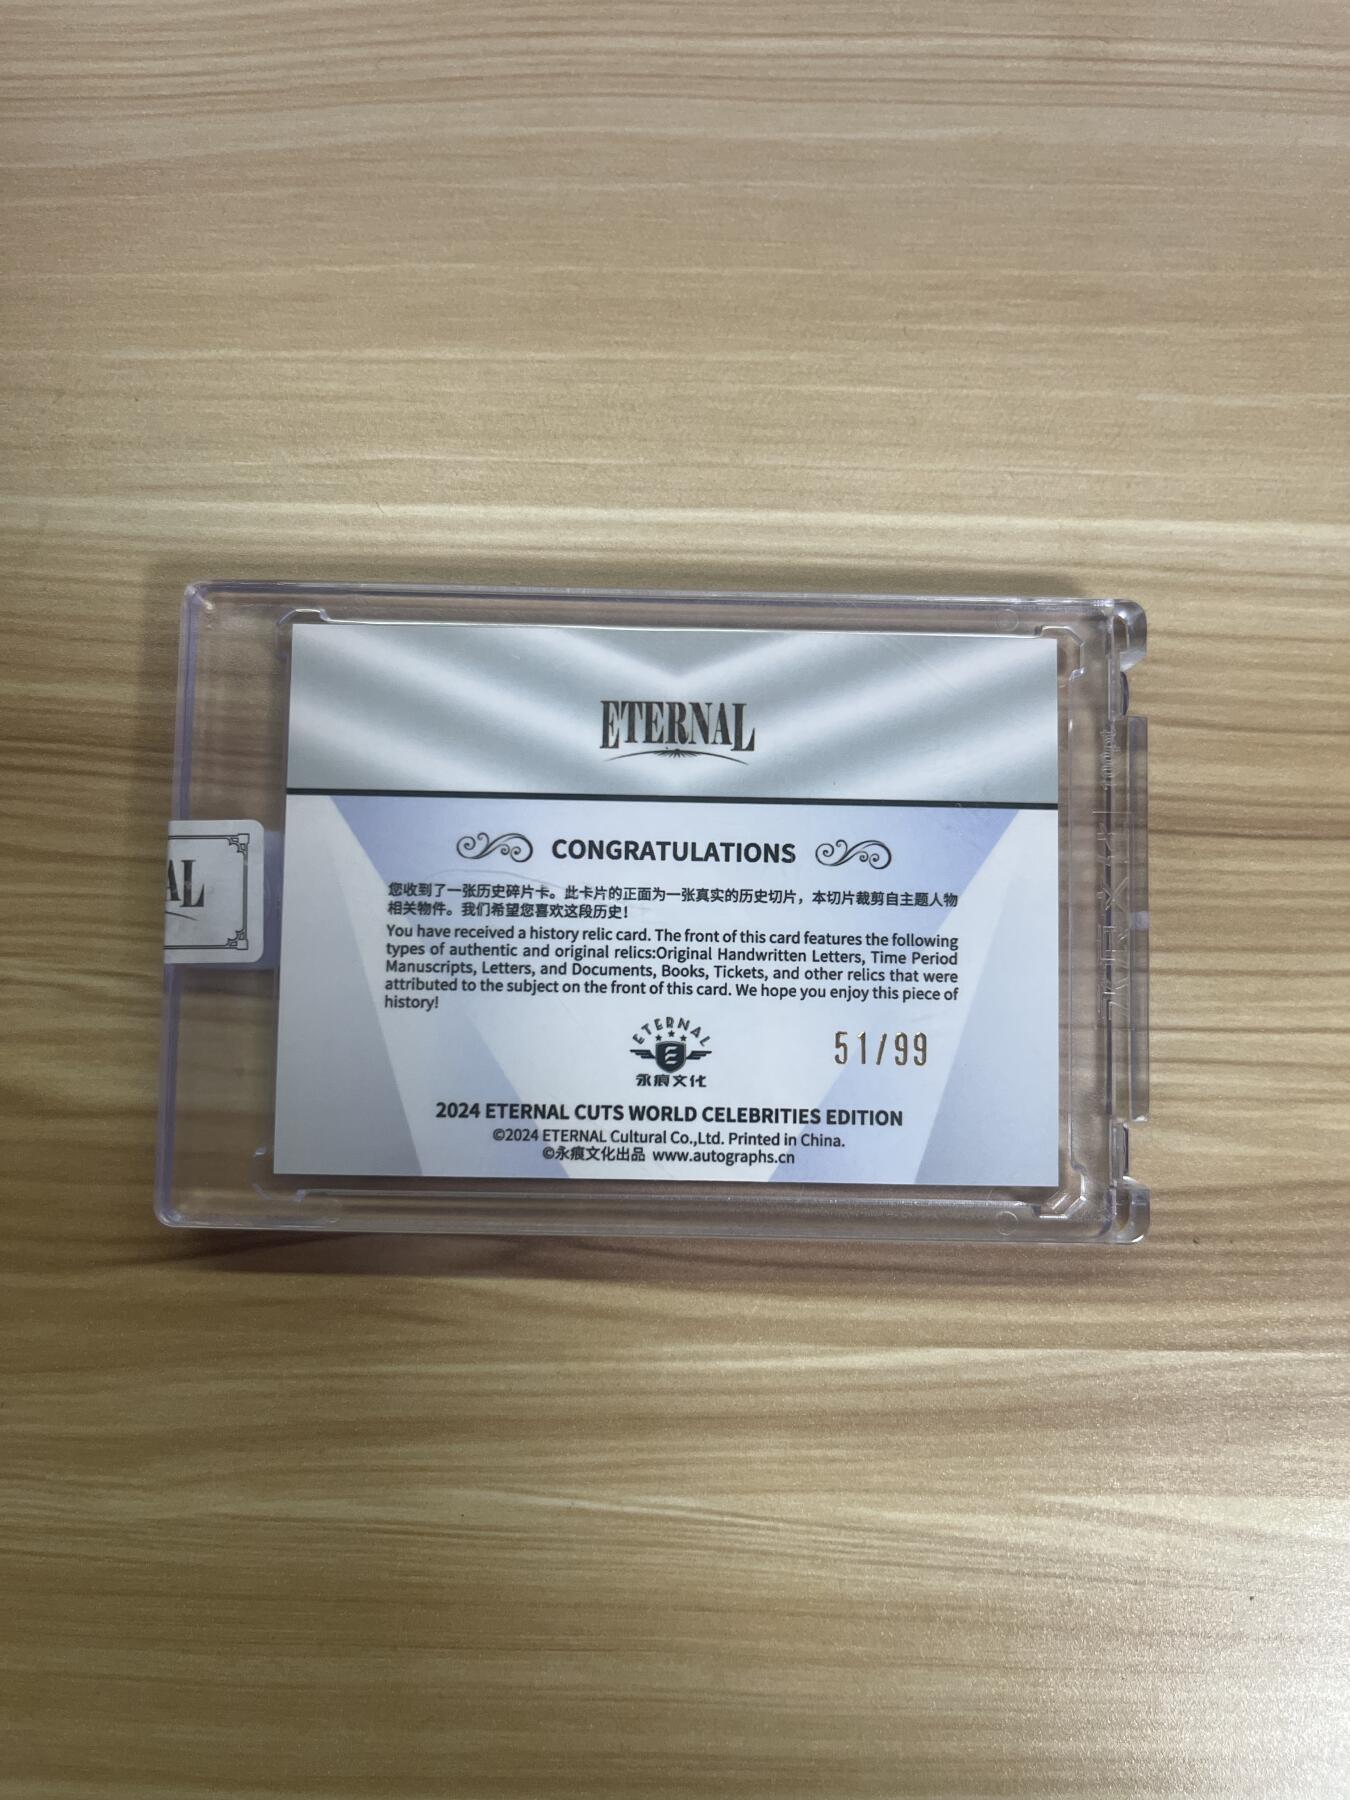 ETERNAL
CONGRATULATIONS
您收到了一张历史碎片卡。此卡片的正面为一张真实的历史切片，本切片裁剪自主题人物
相关物件。我们希望您喜欢这段历史！
You have received a history relic card. The front of this card features the following
types of authentic and original relics:Original Handwritten Letters, Time Period
Manuscripts, Letters, and Documents, Books, Tickets, and other relics that were
attributed to the subject on the front of this card. We hope you enjoy this piece of
history!
AL
ETERNAL
永痕文化
51/99
2024 ETERNAL CUTS WORLD CELEBRITIES EDITION
©2024 ETERNAL Cultural Co.,Ltd. Printed in China.
©永痕文化出品 www.autographs.cn